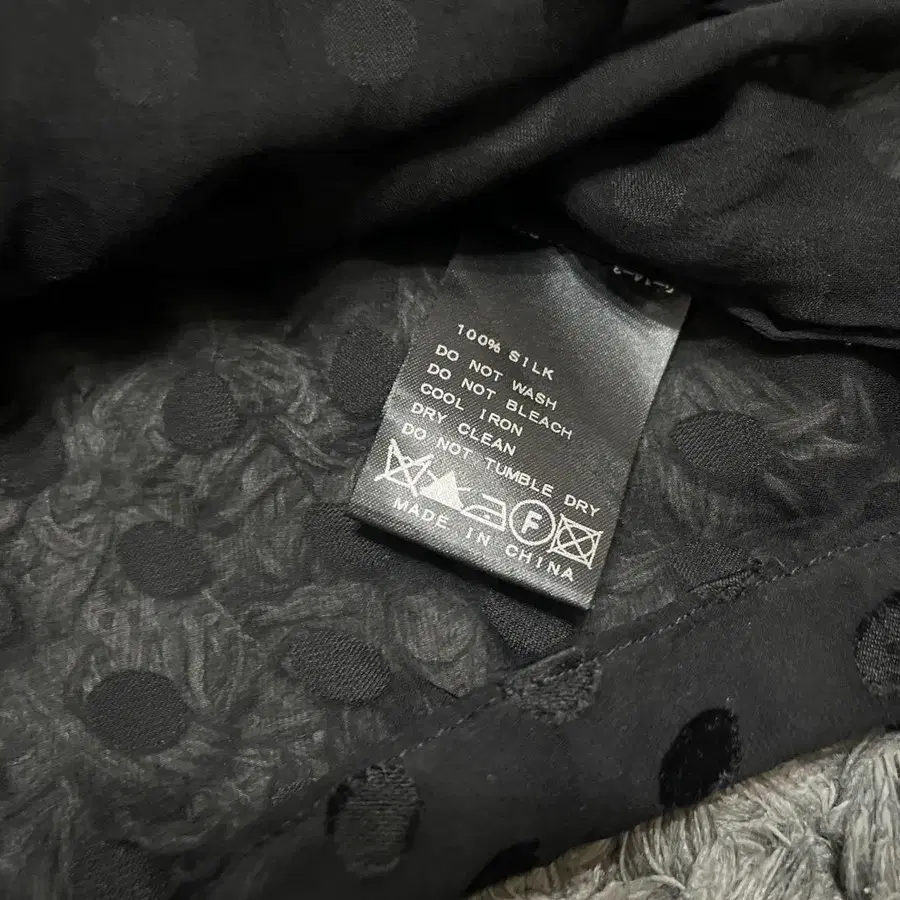 100% SILK
DO NOT WASH
DO NOT BLEACH
COOL IRON
DRY CLEAN
DO NOT TUMBLE DRY
F
MADE IN CHINA